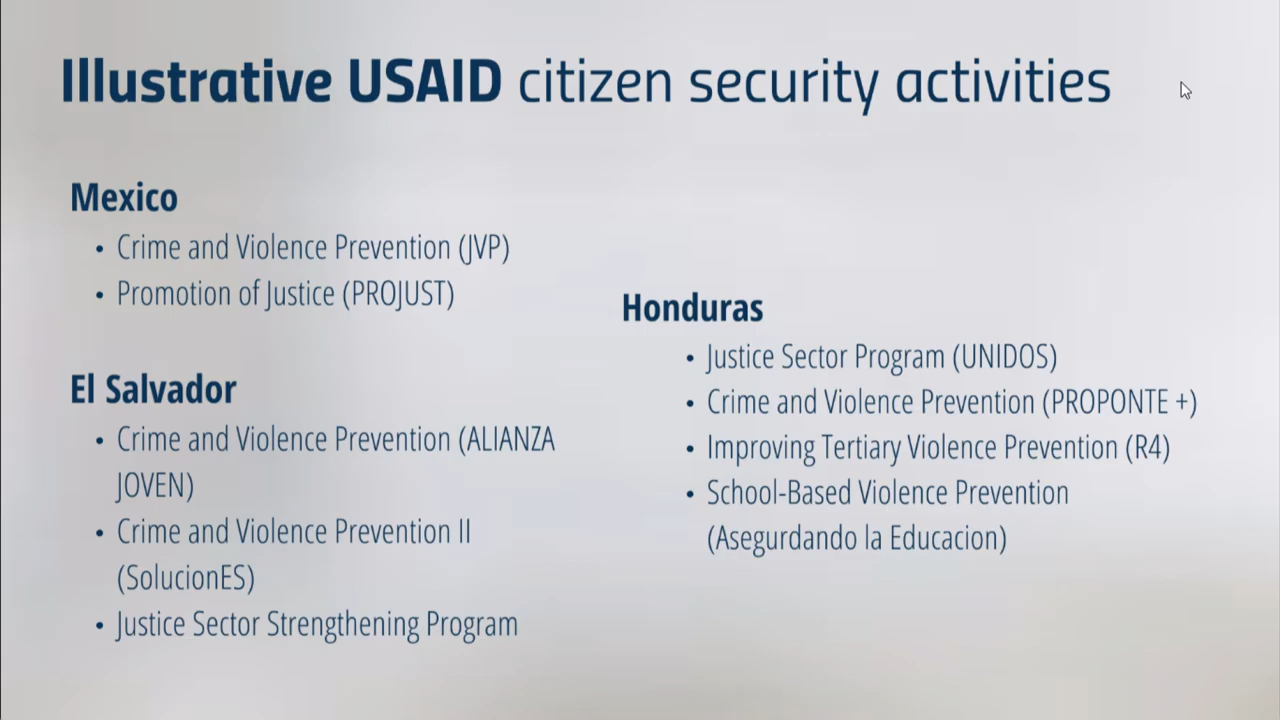 Illustrative USAID citizen security activities
Mexico
• Crime and Violence Prevention (JVP)
• Promotion of Justice (PROJUST)
El Salvador
• Crime and Violence Prevention (ALIANZA
JOVEN)
• Crime and Violence Prevention II
(SolucionES)
• Justice Sector Strengthening Program
Honduras
• Justice Sector Program (UNIDOS)
• Crime and Violence Prevention (PROPONTE +)
• Improving Tertiary Violence Prevention (R4)
• School-Based Violence Prevention
(Asegurdando la Educacion)